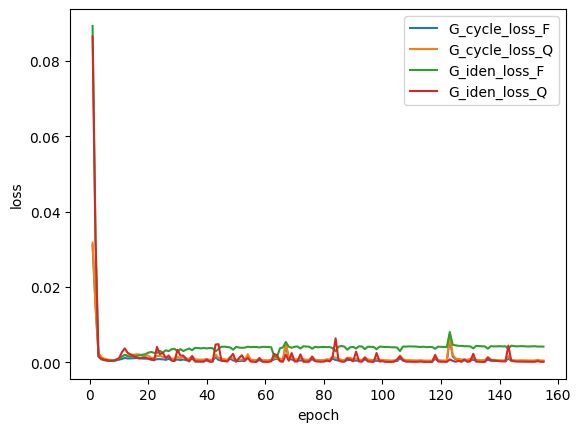 G_cycle_loss_F
G_cycle_loss_Q
G_iden_loss_F
G_iden_loss_Q
loss
0.08
0.06
0.04
0.02
0.00
0 20 40 60 80 100 120 140 160
epoch